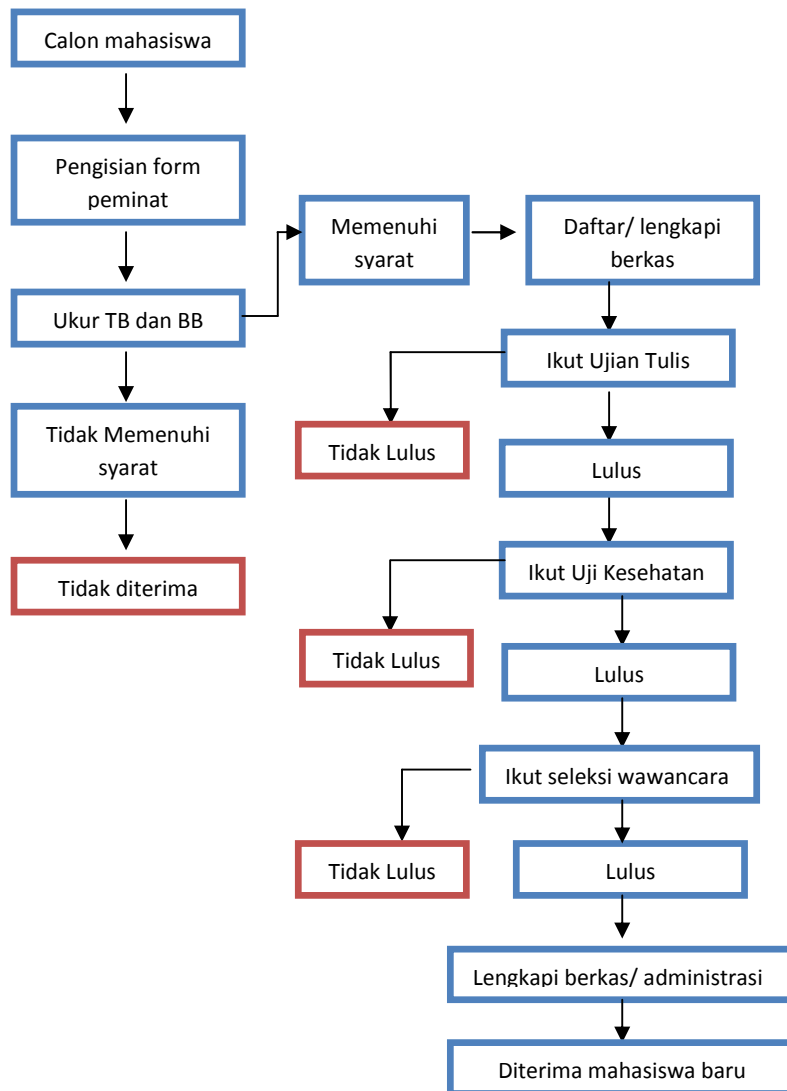 Calon mahasiswa
Pengisian form
peminat
Ukur TB dan BB
Tidak Memenuhi
syarat
Tidak diterima
Memenuhi
syarat
Daftar/ lengkapi
berkas
Ikut Ujian Tulis
Tidak Lulus
Lulus
Ikut Uji Kesehatan
Tidak Lulus
Lulus
Ikut seleksi wawancara
Tidak Lulus
Lulus
Lengkapi berkas/ administrasi
Diterima mahasiswa baru